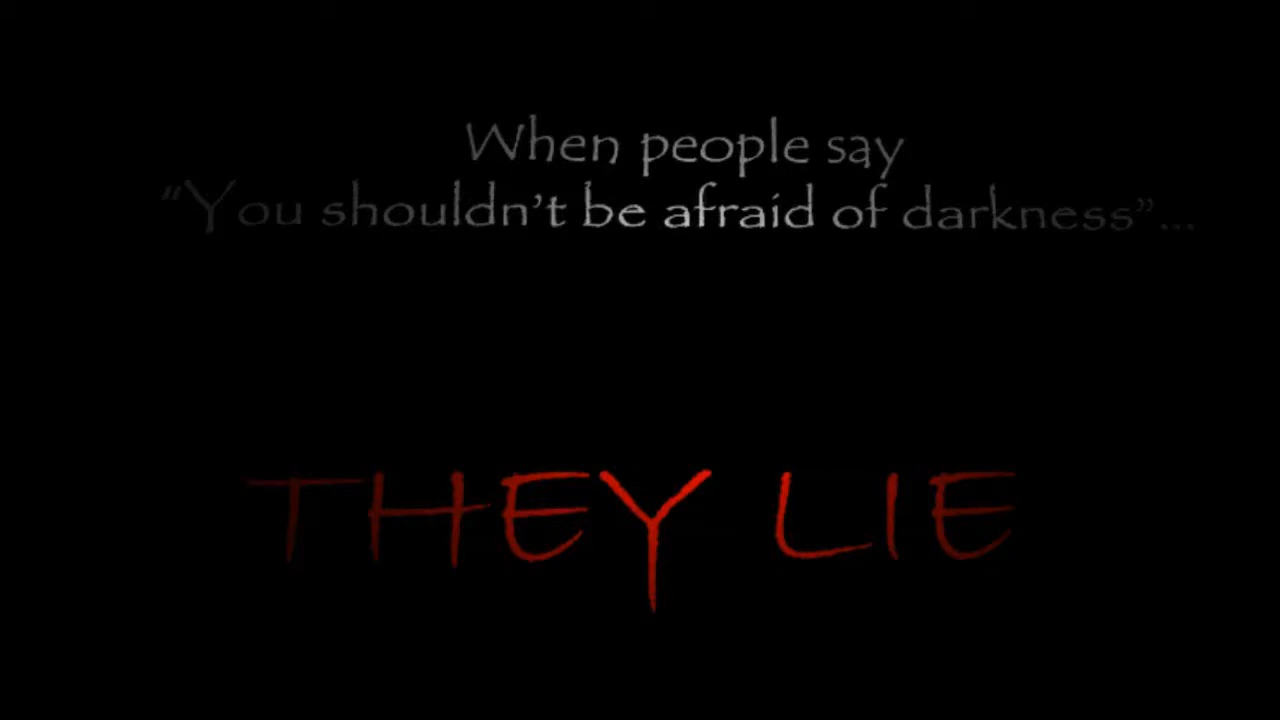 When people say
“You shouldn’t be afraid of darkness”...
THEY LIE